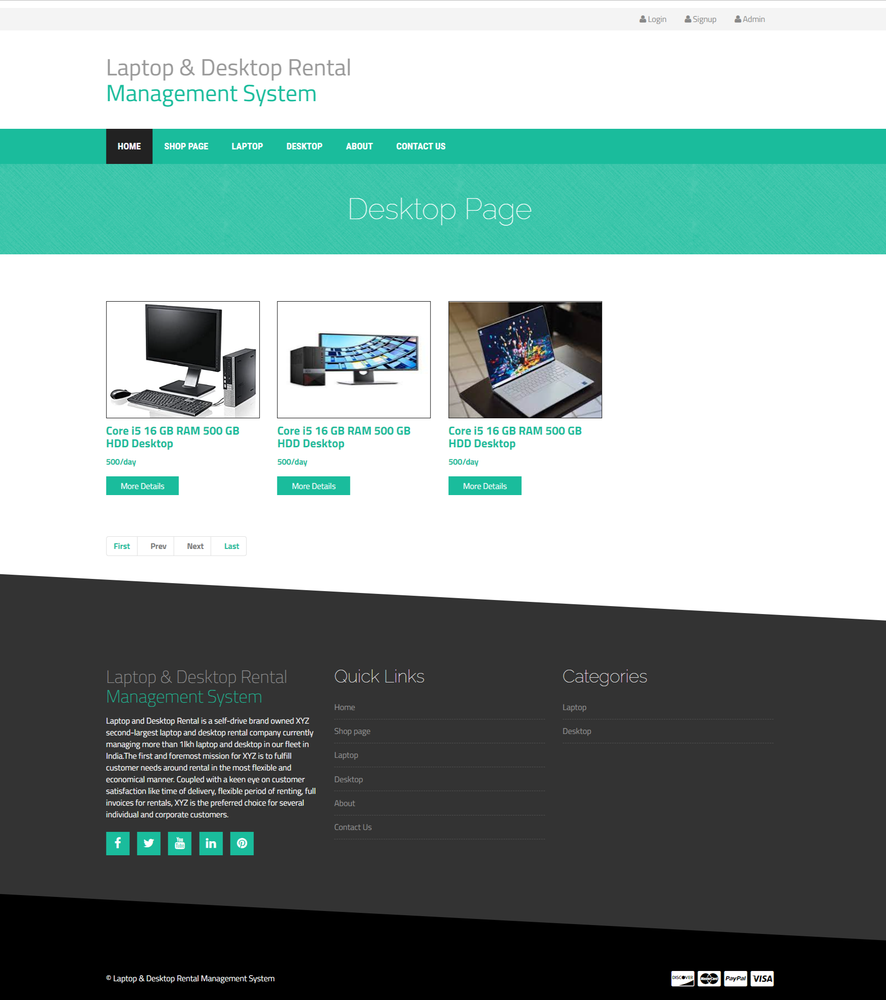 Login Signup Admin
Laptop & Desktop Rental
Management System
HOME SHOP PAGE LAPTOP DESKTOP ABOUT CONTACT US
Desktop Page
Core i5 16 GB RAM 500 GB
HDD Desktop
500/day
More Details
Core i5 16 GB RAM 500 GB
HDD Desktop
500/day
More Details
Core i5 16 GB RAM 500 GB
HDD Desktop
500/day
More Details
First Prev Next Last
Laptop & Desktop Rental
Management System
Laptop and Desktop Rental is a self-drive brand owned XYZ
second-largest laptop and desktop rental company currently
managing more than 1lkh laptop and desktop in our fleet in
India.The first and foremost mission for XYZ is to fulfill
customer needs around rental in the most flexible and
economical manner. Coupled with a keen eye on customer
satisfaction like time of delivery, flexible period of renting, full
invoices for rentals, XYZ is the preferred choice for several
individual and corporate customers.
You
Tube
in
Quick Links
Home
Shop page
Laptop
Desktop
About
Contact Us
Categories
Laptop
Desktop
© Laptop & Desktop Rental Management System
DISCOVER MasterCard PayPal VISA